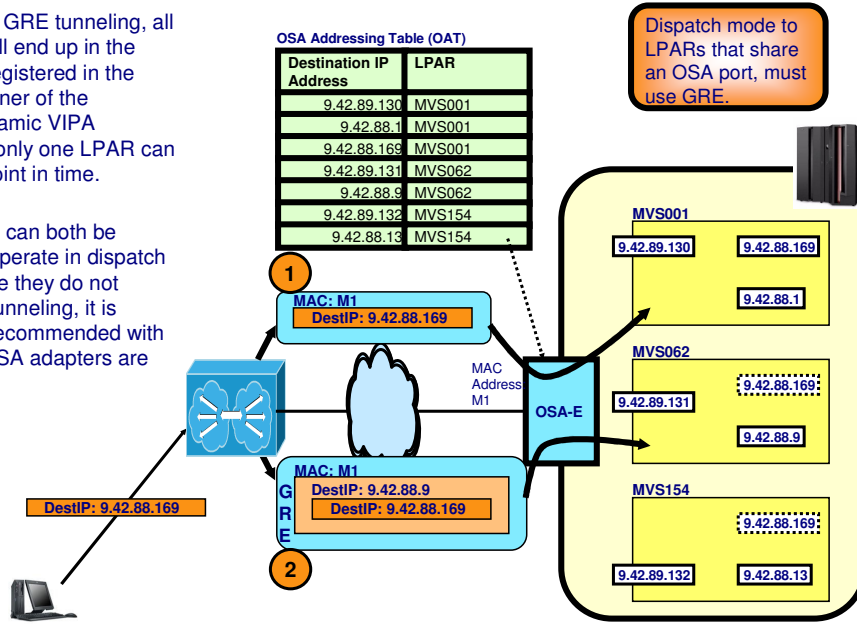 GRE tunneling, all
ll end up in the
egistered in the
ner of the
amic VIPA
only one LPAR can
oint in time.
can both be
perate in dispatch
e they do not
unneling, it is
ecommended with
SA adapters are
OSA Addressing Table (OAT)
Destination IP Address LPAR
9.42.89.130 MVS001
9.42.88.1 MVS001
9.42.88.169 MVS001
9.42.89.131 MVS062
9.42.88.9 MVS062
9.42.89.132 MVS154
9.42.88.13 MVS154
Dispatch mode to
LPARs that share
an OSA port, must
use GRE.
1
MAC: M1
DestIP: 9.42.88.169
MAC
Address
M1
OSA-E
MAC: M1
GRE
DestIP: 9.42.88.9
DestIP: 9.42.88.169
2
DestIP: 9.42.88.169
MVS001
9.42.89.130 9.42.88.169
9.42.88.1
MVS062
9.42.88.169
9.42.89.131
9.42.88.9
MVS154
9.42.88.169
9.42.89.132 9.42.88.13